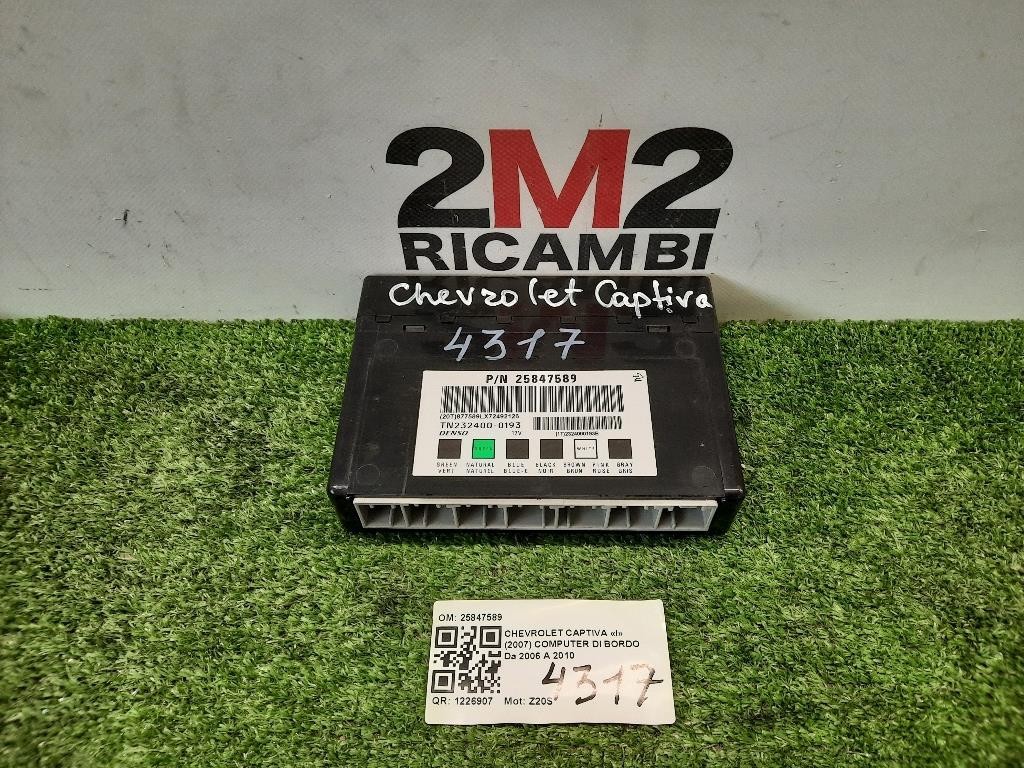 2M2
RICAMBI
Chevrolet Captiva
4317
P/N 25847589
TN232400-0193
DENSO 12V
GREEN NATURAL BLUE BLACK BROWN PINK GRAY
VERT NATUREL NOIR BRUN ROSE GRIS
OM: 25847589
CHEVROLET CAPTIVA «I»
(2007) COMPUTER DI BORDO
Da 2006 A 2010
4317
QR: 1226907 Mot: Z20S